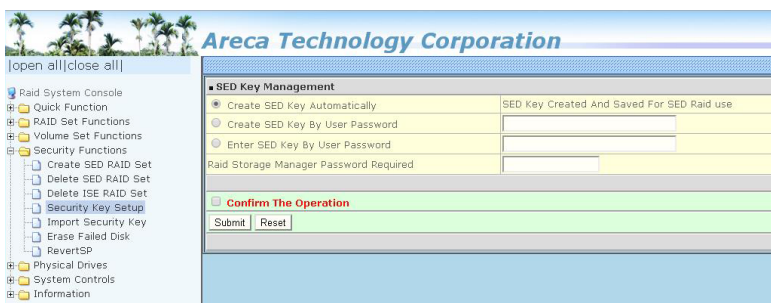 Areca Technology Corporation
|open all|close all|
Raid System Console
Quick Function
RAID Set Functions
Volume Set Functions
Security Functions
Create SED RAID Set
Delete SED RAID Set
Delete ISE RAID Set
Security Key Setup
Import Security Key
Erase Failed Disk
RevertSP
Physical Drives
System Controls
Information
SED Key Management
Create SED Key Automatically SED Key Created And Saved For SED Raid use
Create SED Key By User Password
Enter SED Key By User Password
Raid Storage Manager Password Required
Confirm The Operation
Submit Reset